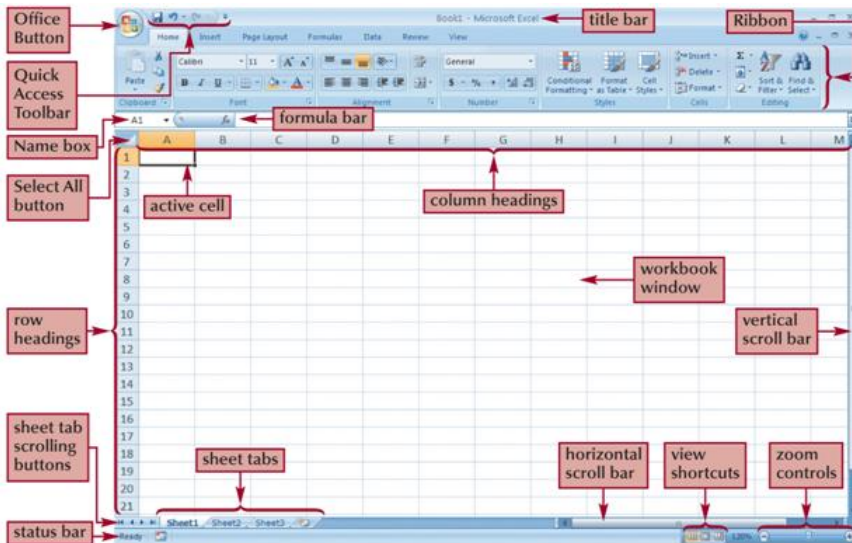 Office
Button
Book1 - Microsoft Excel
title bar
Ribbon
Home Insert Page Layout Formulas Data Review View
Quick
Access
Toolbar
Paste
Clipboard
Calibri 11 A A
B I U A
Font
Alignment
General
$ % ,
Number
Conditional
Formatting
Format
as Table
Cell
Styles
Styles
Insert
Delete
Format
Cells
Σ
Sort &
Filter
Find &
Select
Editing
Name box
A1
fx
formula bar
A B C D E F G H I J K L M
Select All
button
active cell
column headings
1
2
3
4
5
6
7
8
9
10
11
12
13
14
15
16
17
18
19
20
21
workbook
window
row
headings
vertical
scroll bar
sheet tab
scrolling
buttons
sheet tabs
horizontal
scroll bar
view
shortcuts
zoom
controls
Sheet1 Sheet2 Sheet3
status bar
Ready
120%